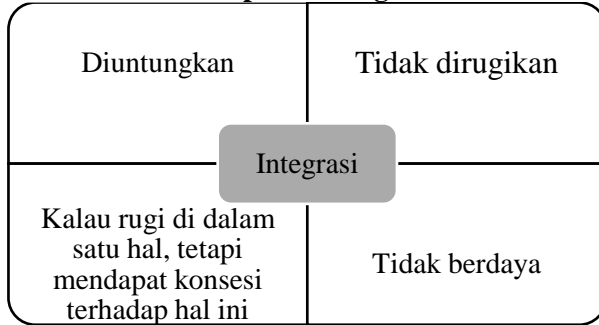 Diuntungkan
Tidak dirugikan
Integrasi
Kalau rugi di dalam
satu hal, tetapi
mendapat konsesi
terhadap hal ini
Tidak berdaya